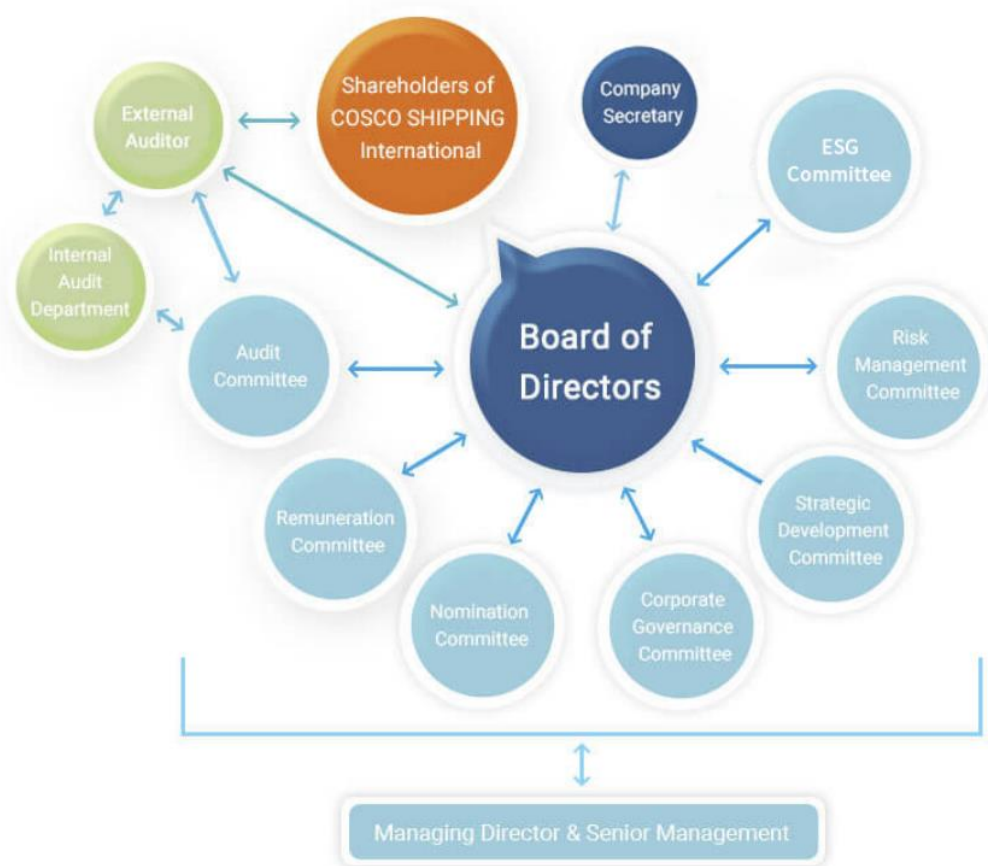 Shareholders of
COSCO SHIPPING
International
External
Auditor
Company
Secretary
ESG
Committee
Internal
Audit
Department
Audit
Committee
Board of
Directors
Risk
Management
Committee
Remuneration
Committee
Strategic
Development
Committee
Nomination
Committee
Corporate
Governance
Committee
Managing Director & Senior Management